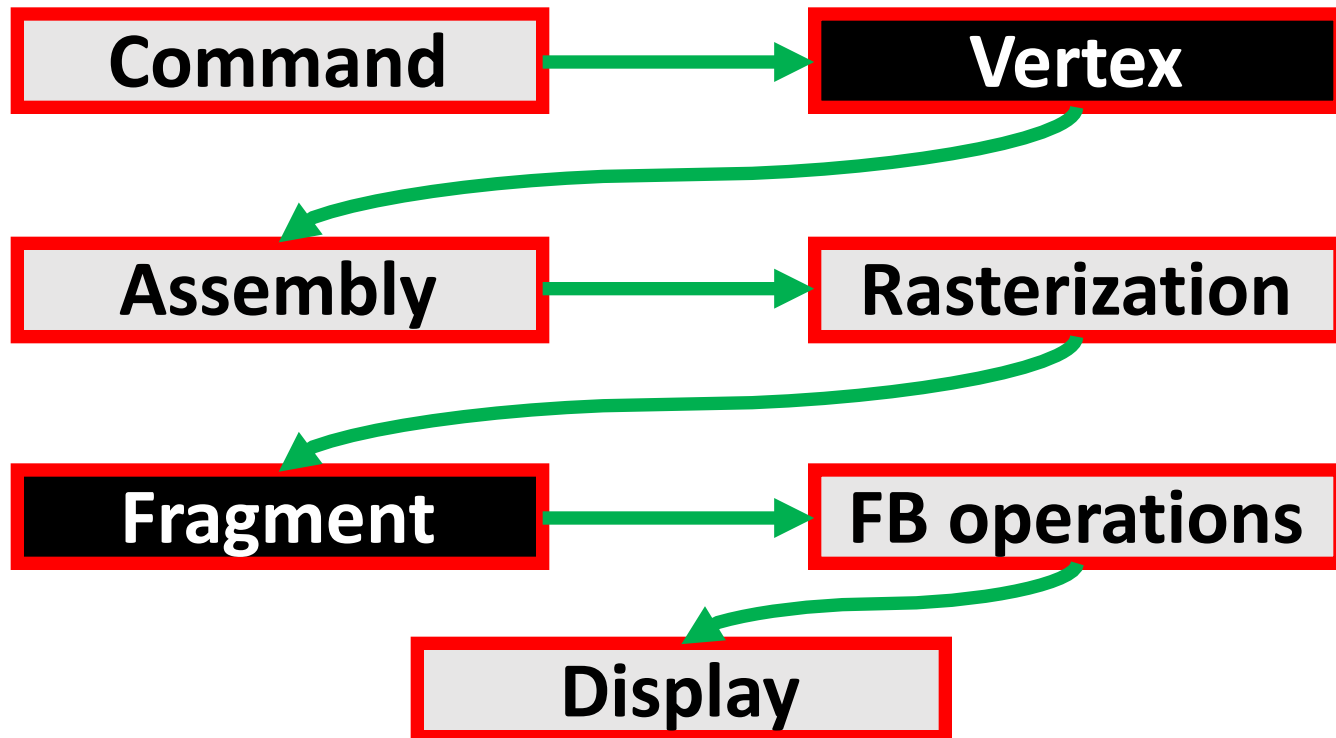 Command
Vertex
Assembly
Rasterization
Fragment
FB operations
Display